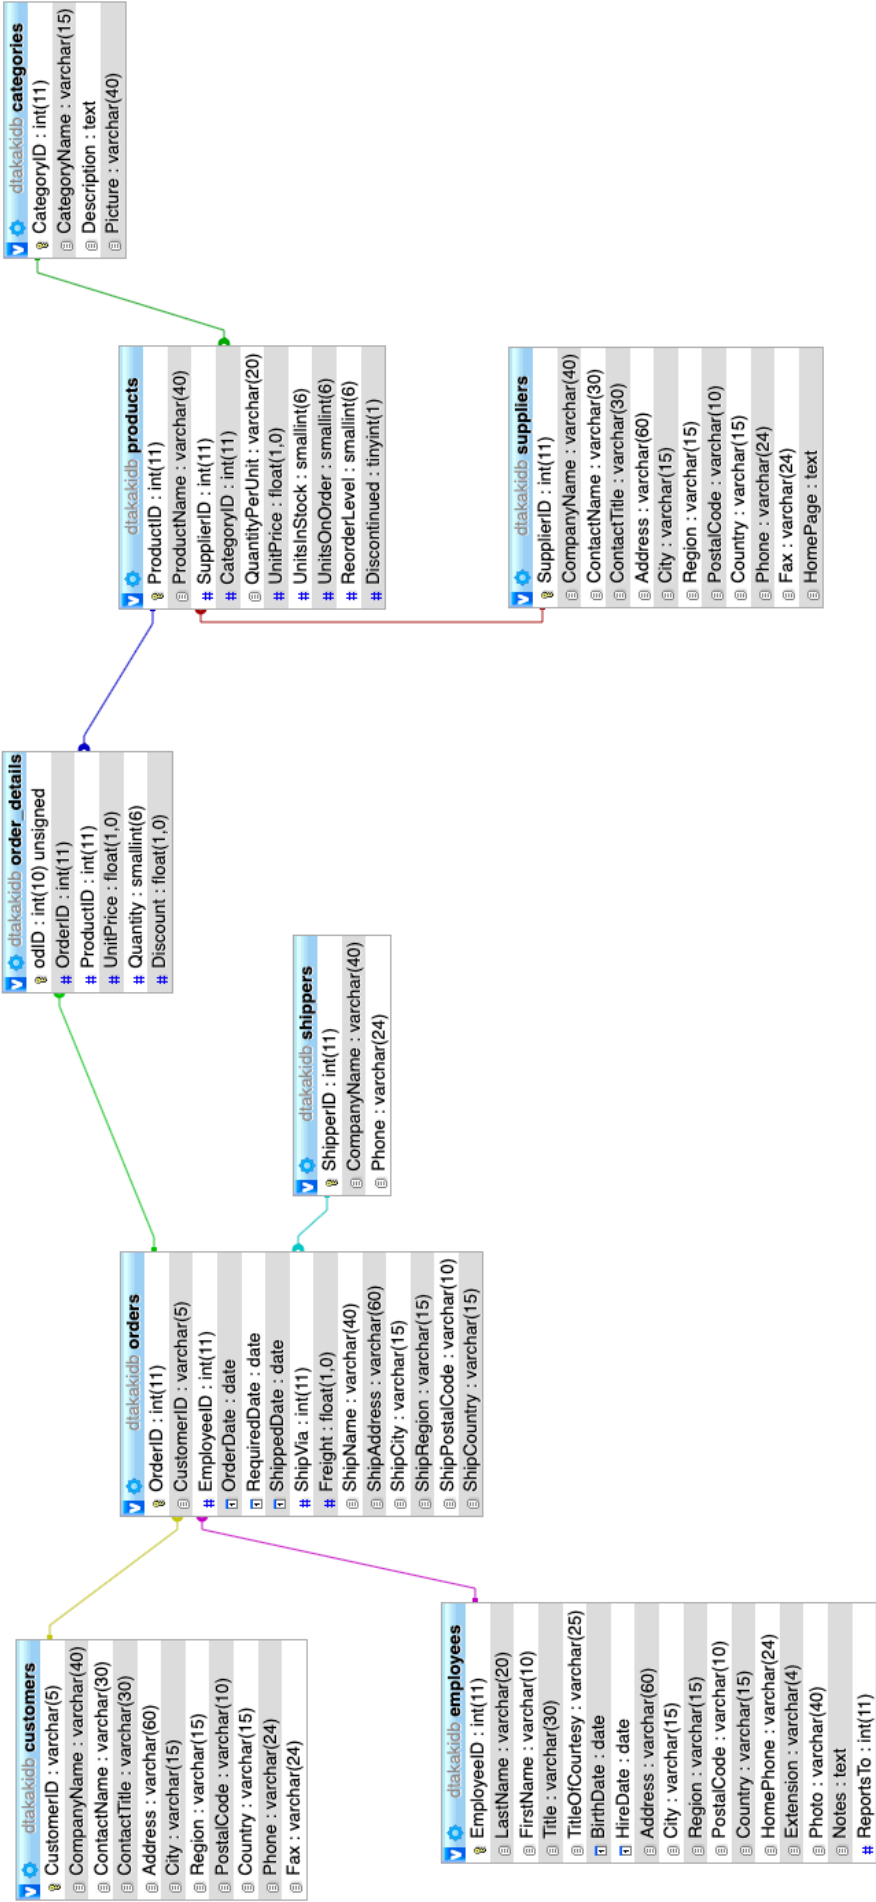 dtakakidb customers
CustomerID : varchar(5)
CompanyName : varchar(40)
ContactName : varchar(30)
ContactTitle : varchar(30)
Address : varchar(60)
City : varchar(15)
Region : varchar(15)
PostalCode : varchar(10)
Country : varchar(15)
Phone : varchar(24)
Fax : varchar(24)
dtakakidb employees
EmployeeID : int(11)
LastName : varchar(20)
FirstName : varchar(10)
Title : varchar(30)
TitleOfCourtesy : varchar(25)
BirthDate : date
HireDate : date
Address : varchar(60)
City : varchar(15)
Region : varchar(15)
PostalCode : varchar(10)
Country : varchar(15)
HomePhone : varchar(24)
Extension : varchar(4)
Photo : varchar(40)
Notes : text
# ReportsTo : int(11)
dtakakidb orders
OrderID : int(11)
CustomerID : varchar(5)
# EmployeeID : int(11)
OrderDate : date
RequiredDate : date
ShippedDate : date
# ShipVia : int(11)
# Freight : float(1,0)
ShipName : varchar(40)
ShipAddress : varchar(60)
ShipCity : varchar(15)
ShipRegion : varchar(15)
ShipPostalCode : varchar(10)
ShipCountry : varchar(15)
dtakakidb shippers
ShipperID : int(11)
CompanyName : varchar(40)
Phone : varchar(24)
dtakakidb order_details
odID : int(10) unsigned
# OrderID : int(11)
# ProductID : int(11)
# UnitPrice : float(1,0)
# Quantity : smallint(6)
# Discount : float(1,0)
dtakakidb products
ProductID : int(11)
ProductName : varchar(40)
# SupplierID : int(11)
# CategoryID : int(11)
QuantityPerUnit : varchar(20)
# UnitPrice : float(1,0)
# UnitsInStock : smallint(6)
# UnitsOnOrder : smallint(6)
# ReorderLevel : smallint(6)
# Discontinued : tinyint(1)
dtakakidb suppliers
SupplierID : int(11)
CompanyName : varchar(40)
ContactName : varchar(30)
ContactTitle : varchar(30)
Address : varchar(60)
City : varchar(15)
Region : varchar(15)
PostalCode : varchar(10)
Country : varchar(15)
Phone : varchar(24)
Fax : varchar(24)
HomePage : text
dtakakidb categories
CategoryID : int(11)
CategoryName : varchar(15)
Description : text
Picture : varchar(40)